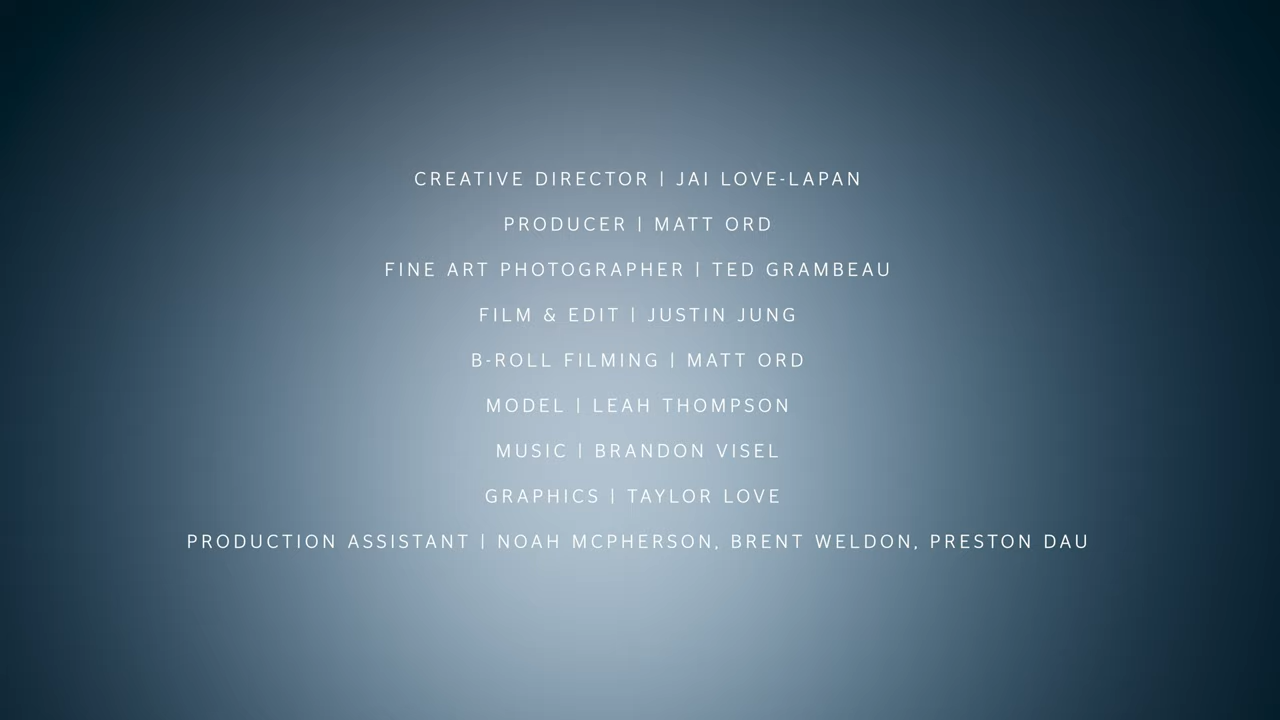 CREATIVE DIRECTOR | JAI LOVE-LAPAN
PRODUCER | MATT ORD
FINE ART PHOTOGRAPHER | TED GRAMBEAU
FILM & EDIT | JUSTIN JUNG
B-ROLL FILMING | MATT ORD
MODEL | LEAH THOMPSON
MUSIC | BRANDON VISEL
GRAPHICS | TAYLOR LOVE
PRODUCTION ASSISTANT | NOAH MCPHERSON, BRENT WELDON, PRESTON DAU